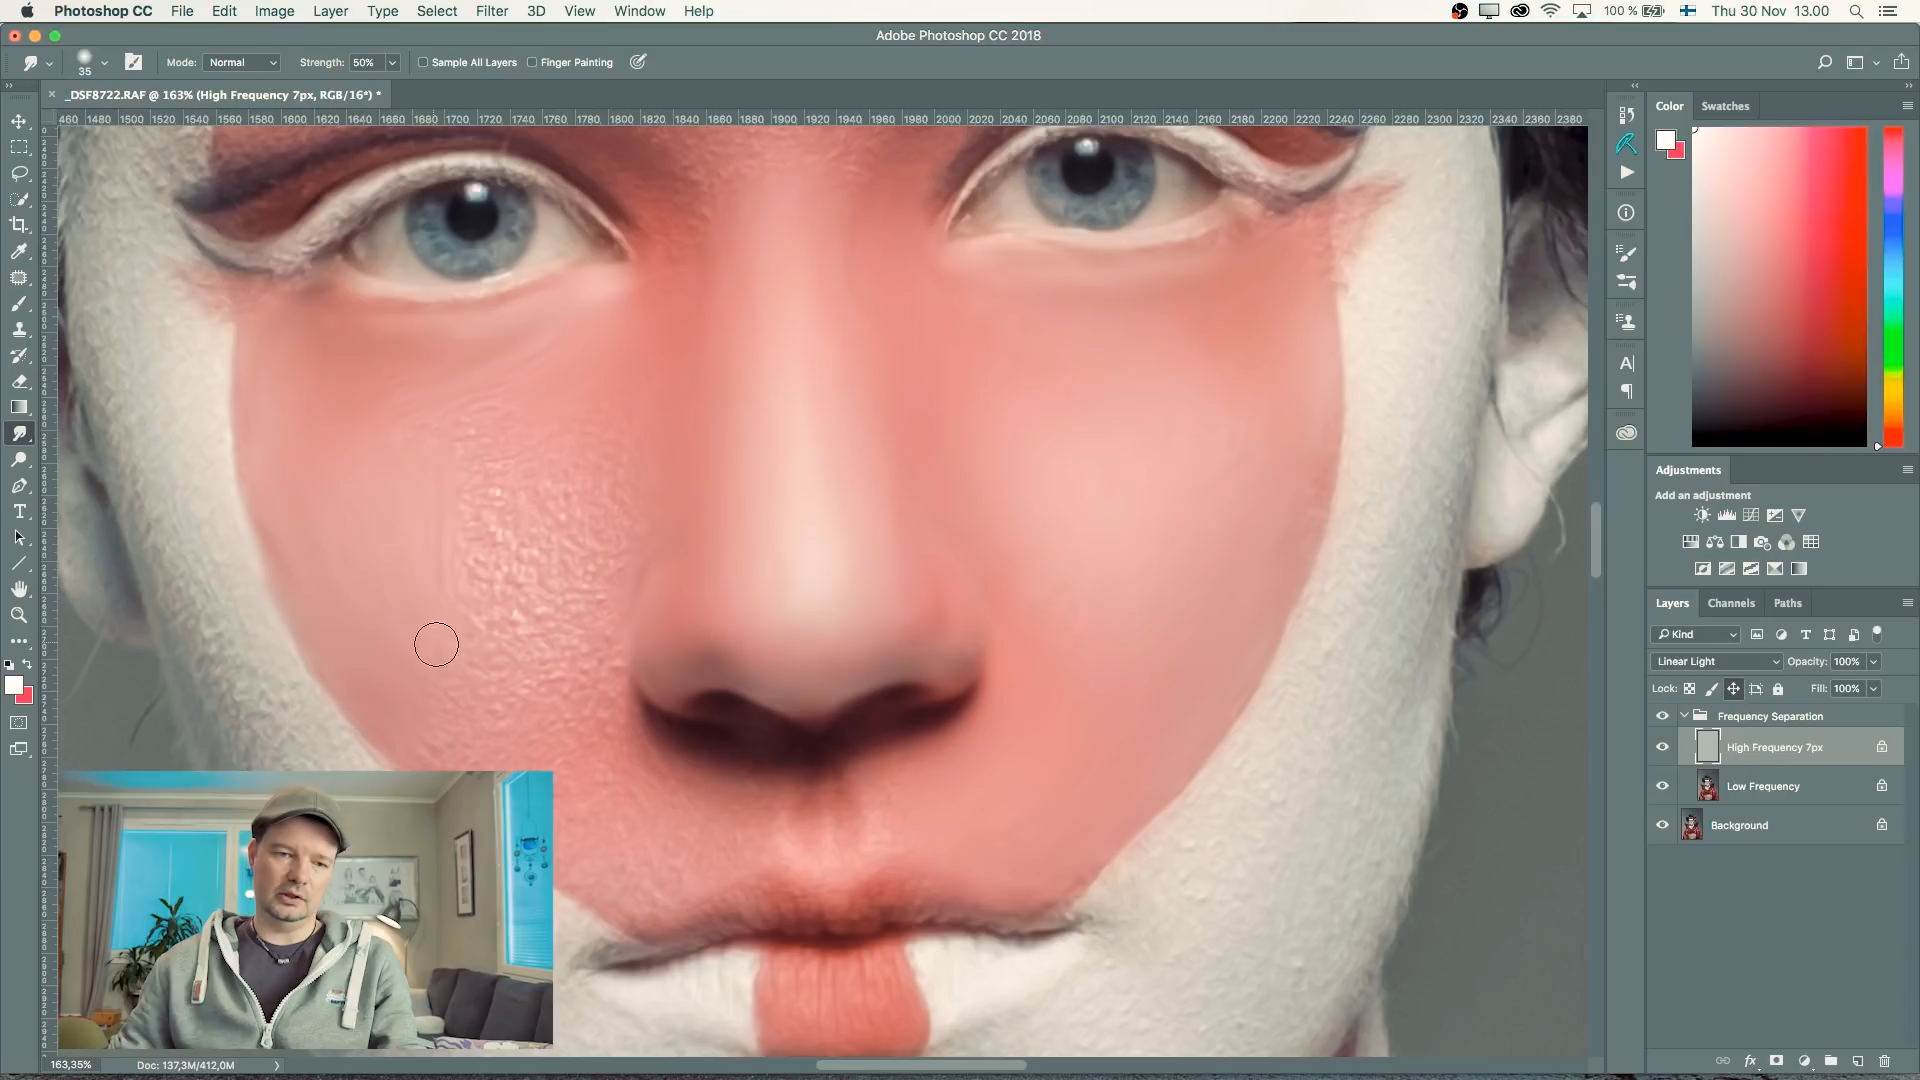 Photoshop CC File Edit Image Layer Type Select Filter 3D View Window Help 100 % Thu 30 Nov 13.00
Adobe Photoshop CC 2018
35 Mode: Normal Strength: 50% Sample All Layers Finger Painting
_DSF8722.RAF @ 163% (High Frequency 7px, RGB/16*) *
460 1480 1500 1520 1540 1560 1580 1600 1620 1640 1660 1680 1700 1720 1740 1760 1780 1800 1820 1840 1860 1880 1900 1920 1940 1960 1980 2000 2020 2040 2060 2080 2100 2120 2140 2160 2180 2200 2220 2240 2260 2280 2300 2320 2340 2360 2380
Color Swatches
Adjustments
Add an adjustment
Layers Channels Paths
Kind
Linear Light Opacity: 100%
Lock: Fill: 100%
Frequency Separation
High Frequency 7px
Low Frequency
Background
fx
163,35% Doc: 137,3M/412,0M